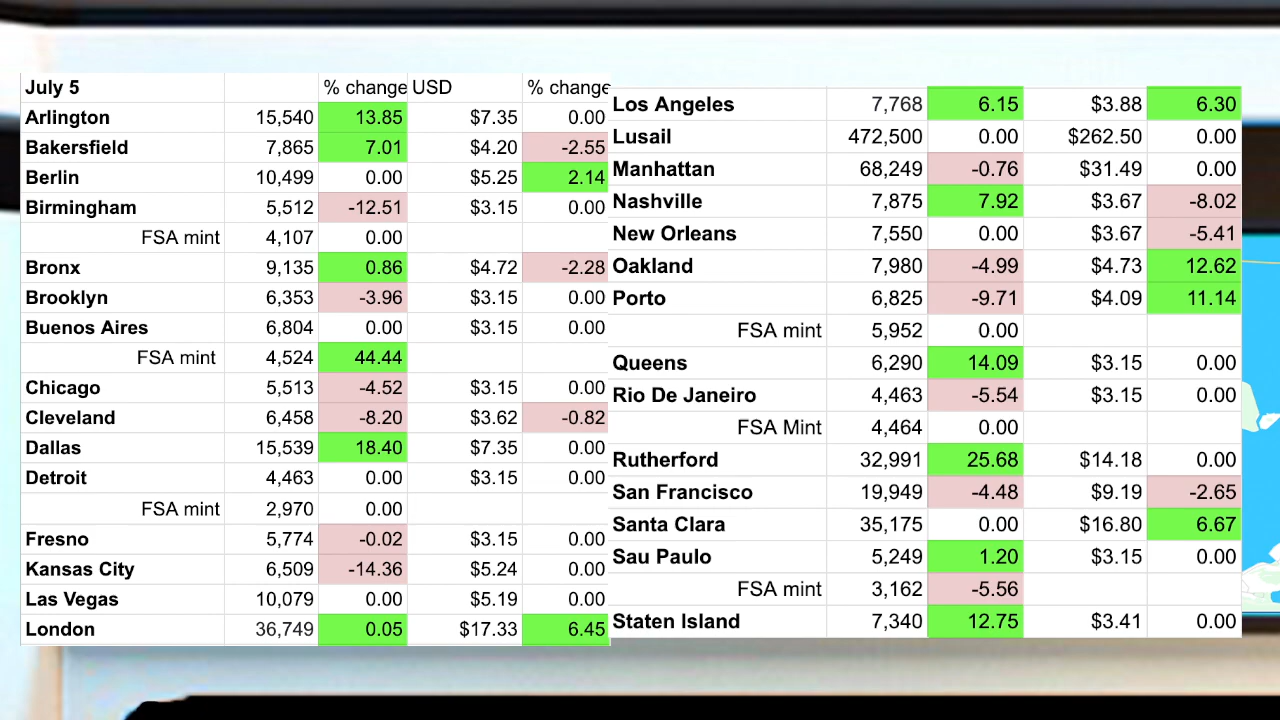 July 5 % change USD % change
Arlington 15,540 13.85 $7.35 0.00
Bakersfield 7,865 7.01 $4.20 -2.55
Berlin 10,499 0.00 $5.25 2.14
Birmingham 5,512 -12.51 $3.15 0.00
FSA mint 4,107 0.00
Bronx 9,135 0.86 $4.72 -2.28
Brooklyn 6,353 -3.96 $3.15 0.00
Buenos Aires 6,804 0.00 $3.15 0.00
FSA mint 4,524 44.44
Chicago 5,513 -4.52 $3.15 0.00
Cleveland 6,458 -8.20 $3.62 -0.82
Dallas 15,539 18.40 $7.35 0.00
Detroit 4,463 0.00 $3.15 0.00
FSA mint 2,970 0.00
Fresno 5,774 -0.02 $3.15 0.00
Kansas City 6,509 -14.36 $5.24 0.00
Las Vegas 10,079 0.00 $5.19 0.00
London 36,749 0.05 $17.33 6.45
Los Angeles 7,768 6.15 $3.88 6.30
Lusail 472,500 0.00 $262.50 0.00
Manhattan 68,249 -0.76 $31.49 0.00
Nashville 7,875 7.92 $3.67 -8.02
New Orleans 7,550 0.00 $3.67 -5.41
Oakland 7,980 -4.99 $4.73 12.62
Porto 6,825 -9.71 $4.09 11.14
FSA mint 5,952 0.00
Queens 6,290 14.09 $3.15 0.00
Rio De Janeiro 4,463 -5.54 $3.15 0.00
FSA Mint 4,464 0.00
Rutherford 32,991 25.68 $14.18 0.00
San Francisco 19,949 -4.48 $9.19 -2.65
Santa Clara 35,175 0.00 $16.80 6.67
Sau Paulo 5,249 1.20 $3.15 0.00
FSA mint 3,162 -5.56
Staten Island 7,340 12.75 $3.41 0.00